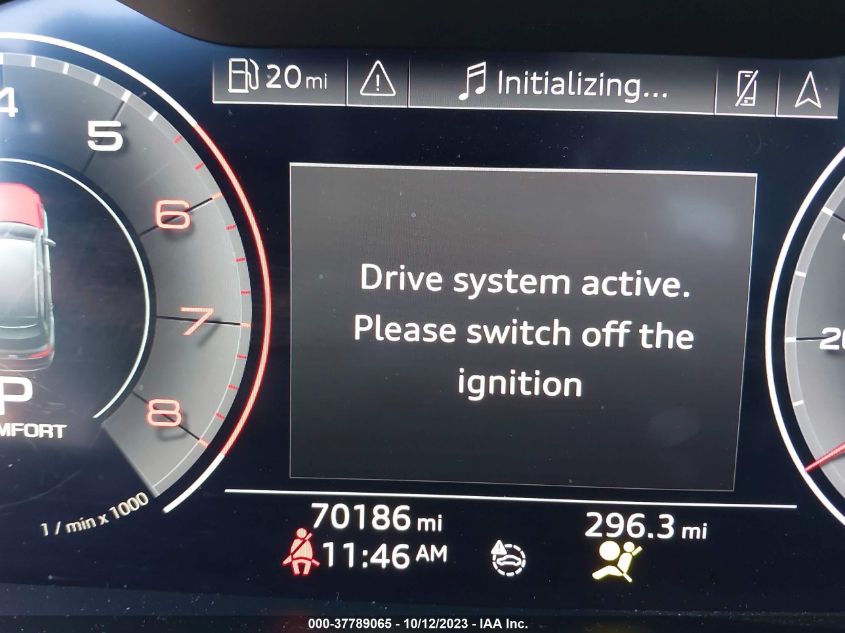 20 mi
Initializing...
4
5
6
7
8
P
MFORT
1 / min x 1000
Drive system active.
Please switch off the
ignition
20
70186 mi
296.3 mi
11:46 AM
000-37789065 - 10/12/2023 - IAA Inc.